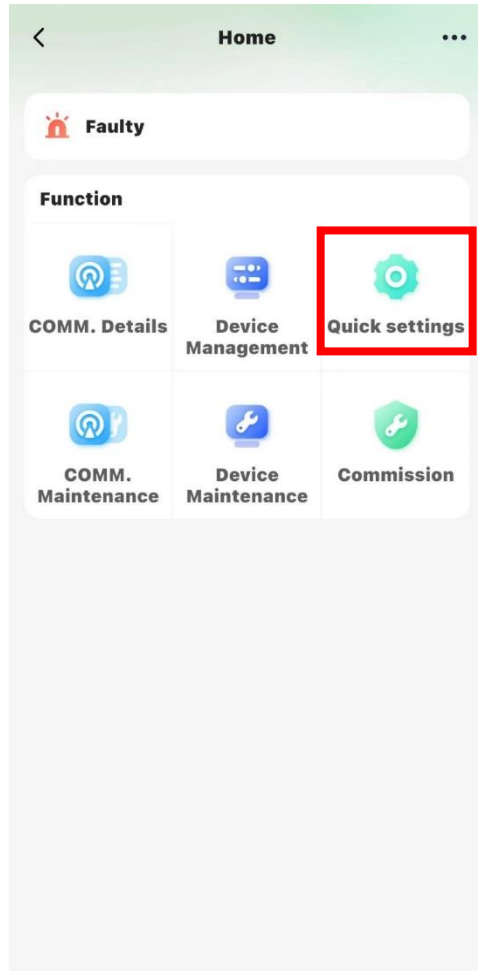 Home
Faulty
Function
COMM. Details
Device
Management
Quick settings
COMM.
Maintenance
Device
Maintenance
Commission